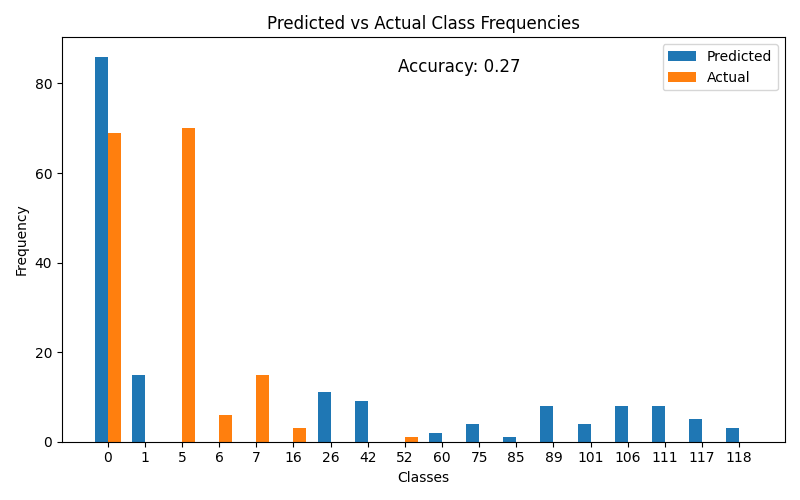 Predicted vs Actual Class Frequencies
Accuracy: 0.27
Predicted
Actual
Frequency
80
60
40
20
0
0 1 5 6 7 16 26 42 52 60 75 85 89 101 106 111 117 118
Classes